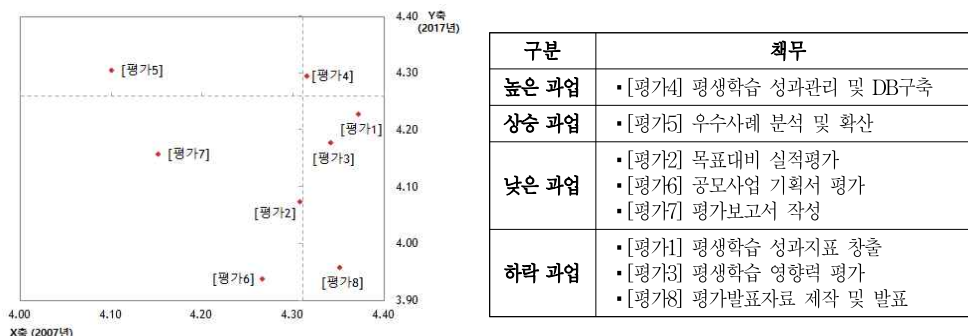 4.40 Y축
(2017년)
[평가5]
4.30
[평가4]
4.20
[평가1]
[평가7]
[평가3]
4.10
[평가2]
4.00
[평가6]
[평가8]
3.90
4.00 4.10 4.20 4.30 4.40
X축 (2007년)
구분 책무
높은 과업 ▪[평가4] 평생학습 성과관리 및 DB구축
상승 과업 ▪[평가5] 우수사례 분석 및 확산
낮은 과업 ▪[평가2] 목표대비 실적평가
▪[평가6] 공모사업 기획서 평가
▪[평가7] 평가보고서 작성
하락 과업 ▪[평가1] 평생학습 성과지표 창출
▪[평가3] 평생학습 영향력 평가
▪[평가8] 평가발표자료 제작 및 발표